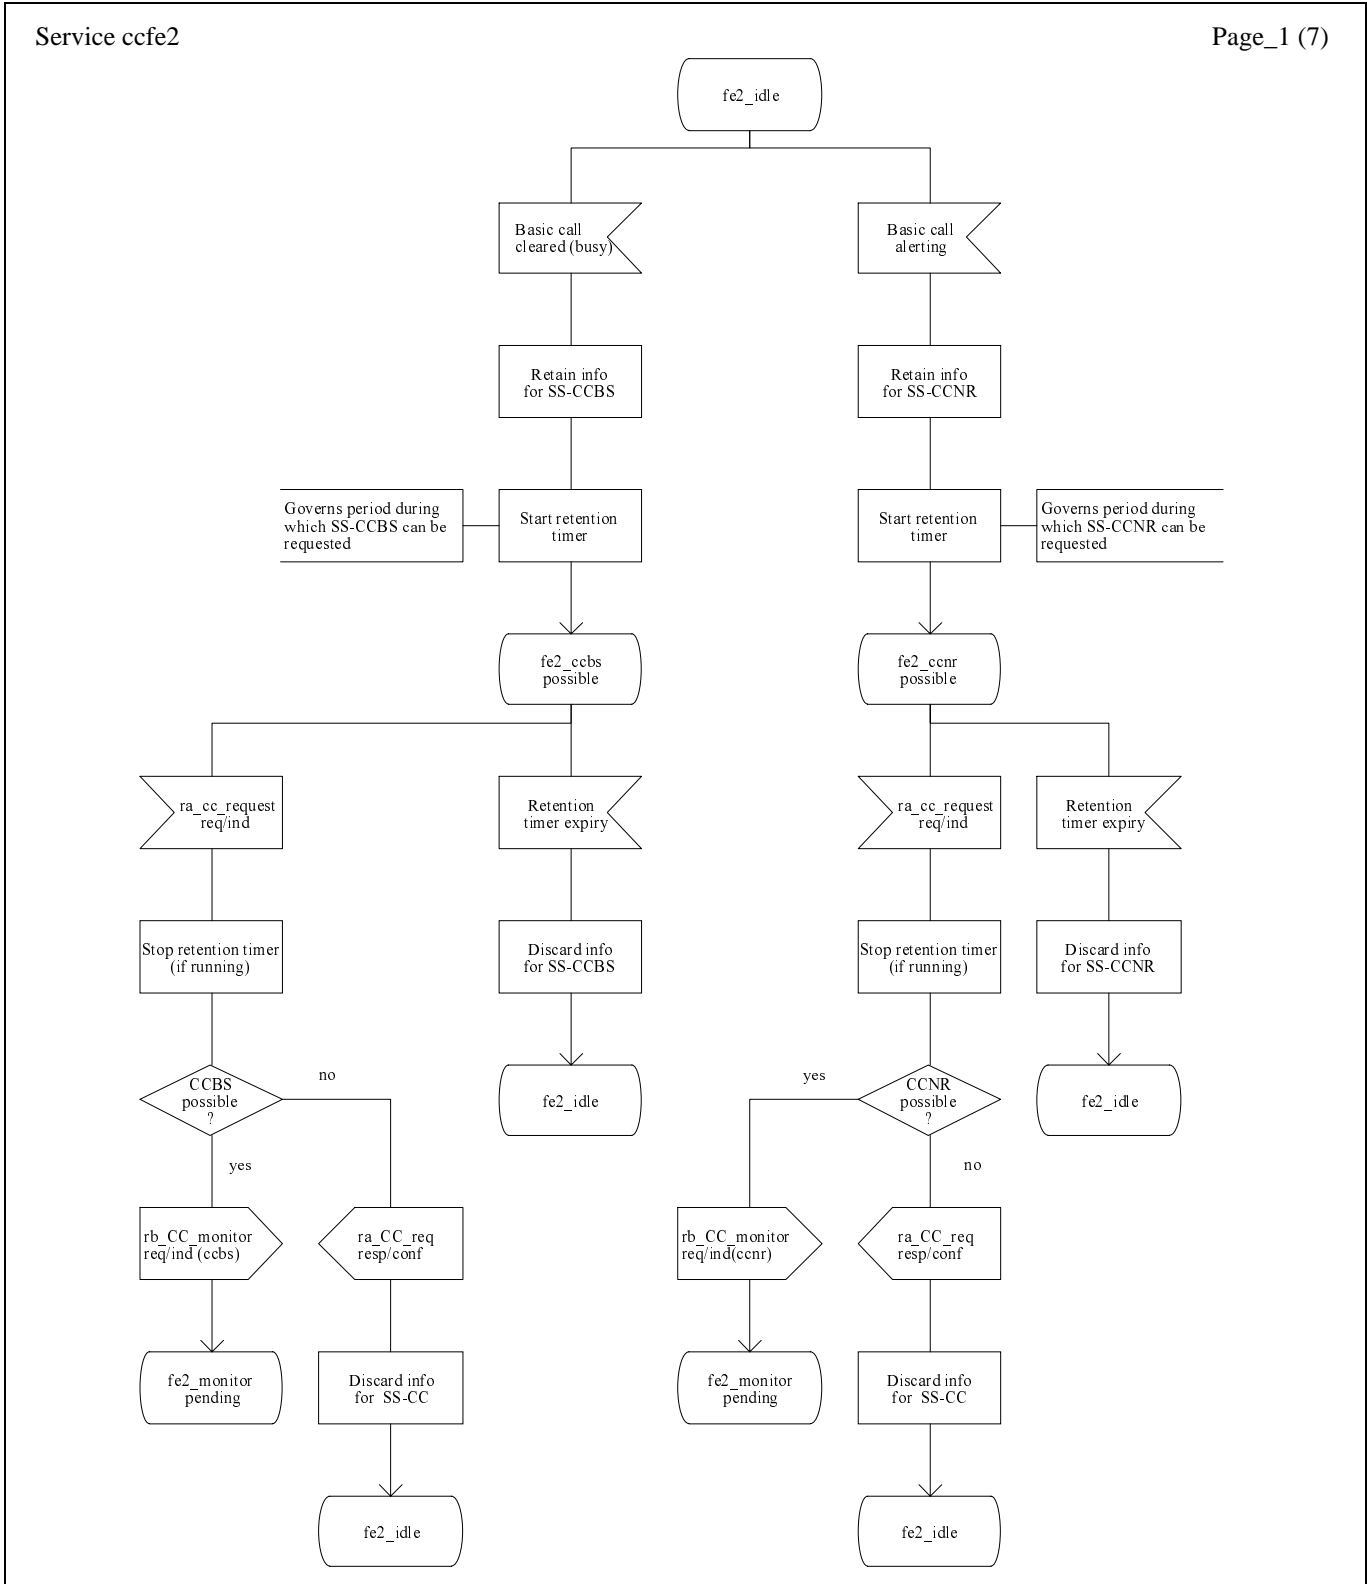 Service ccfe2
Page_1 (7)
fe2_idle
Basic call
cleared (busy)
Basic call
alerting
Retain info
for SS-CCBS
Retain info
for SS-CCNR
Governs period during
which SS-CCBS can be
requested
Start retention
timer
Start retention
timer
Governs period during
which SS-CCNR can be
requested
fe2_ccbs
possible
fe2_ccnr
possible
ra_cc_request
req/ind
Retention
timer expiry
ra_cc_request
req/ind
Retention
timer expiry
Stop retention timer
(if running)
Discard info
for SS-CCBS
Stop retention timer
(if running)
Discard info
for SS-CCNR
CCBS
possible
?
no
fe2_idle
yes
CCNR
possible
?
fe2_idle
yes
no
rb_CC_monitor
req/ind (ccbs)
ra_CC_req
resp/conf
rb_CC_monitor
req/ind(ccnr)
ra_CC_req
resp/conf
fe2_monitor
pending
Discard info
for SS-CC
fe2_monitor
pending
Discard info
for SS-CC
fe2_idle
fe2_idle